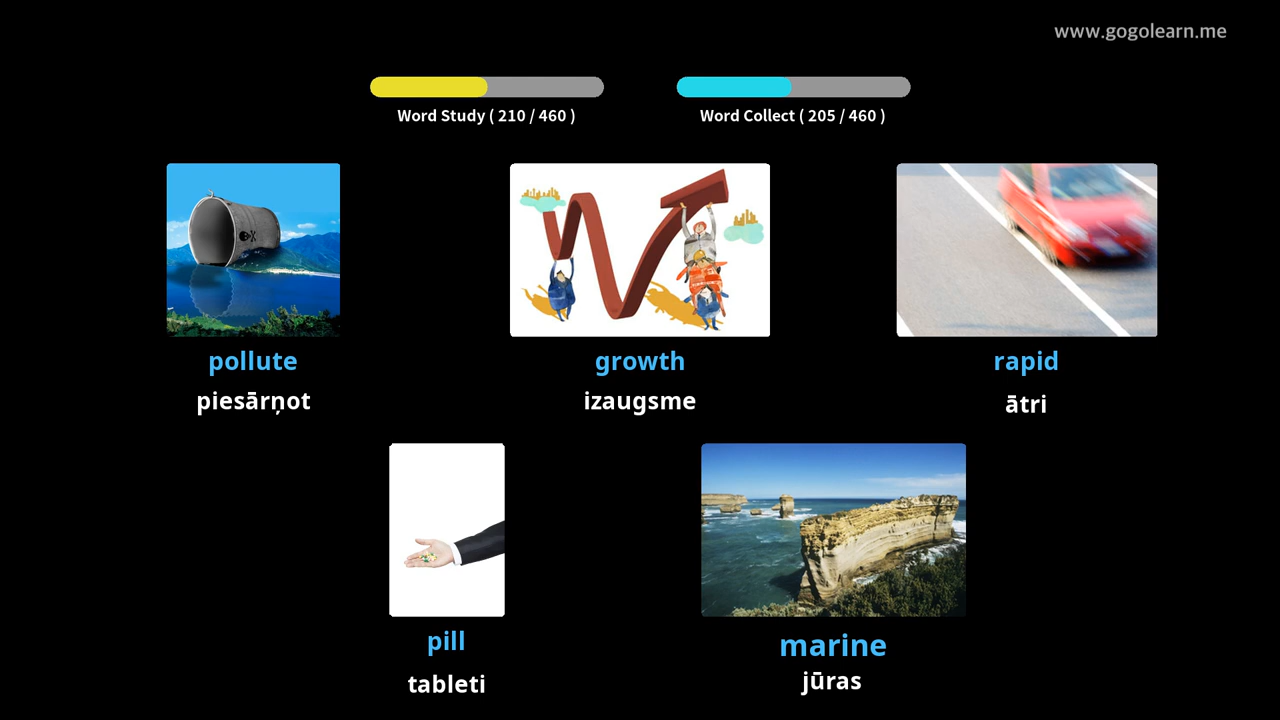 www.gogolearn.me
Word Study ( 210 / 460 )
Word Collect ( 205 / 460 )
pollute
piesārņot
growth
izaugsme
rapid
ātri
pill
tableti
marine
jūras